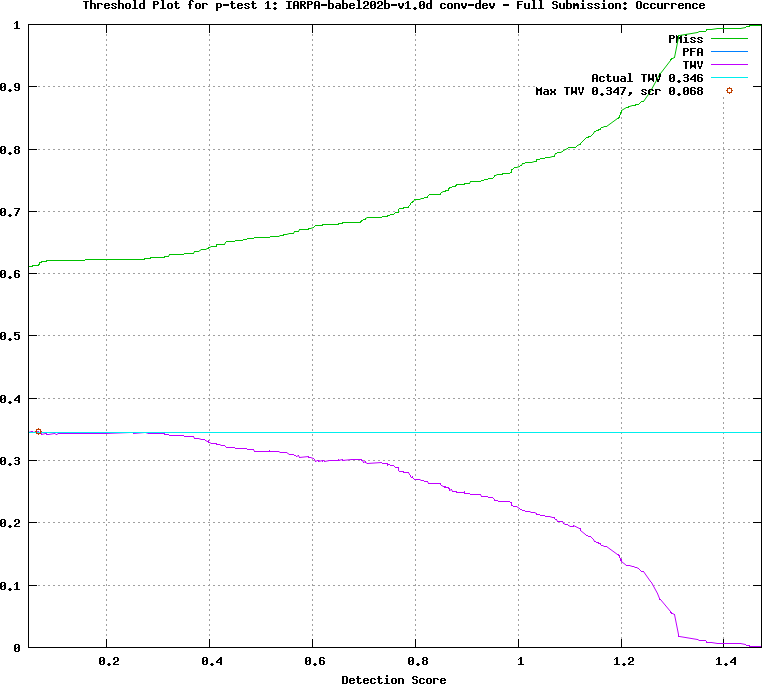 Threshold Plot for p-test 1: IARPA-babel202b-v1.0d conv-dev - Full Submission: Occurrence
1
PMiss
PFA
TWV
Actual TWV 0.346
Max TWV 0.347, scr 0.068
0.9
0.8
0.7
0.6
0.5
0.4
0.3
0.2
0.1
0
0.2 0.4 0.6 0.8 1 1.2 1.4
Detection Score